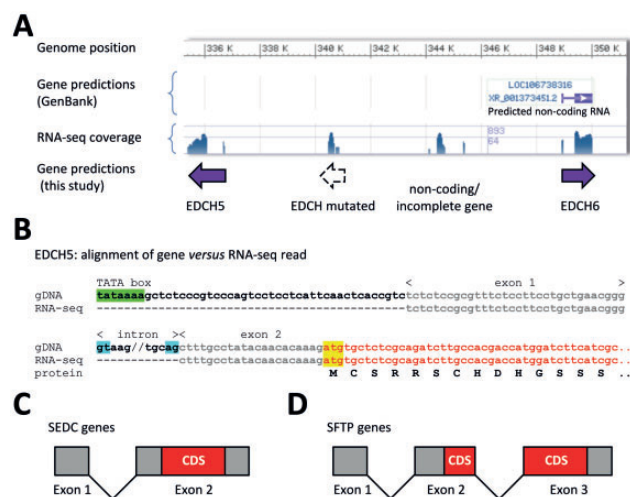 A
Genome position
336 K 338 K 340 K 342 K 344 K 346 K 348 K 350 K
Gene predictions
(GenBank)
LOC106738316
XR_001373451.2
Predicted non-coding RNA
RNA-seq coverage
893
64
Gene predictions
(this study)
EDCH5
EDCH mutated
non-coding/
incomplete gene
EDCH6
B
EDCH5: alignment of gene versus RNA-seq read
TATA box < exon 1 >
gDNA tataaaagctctcccgtcccagtcctcctcattcaactcaccgtctctctccgcgtttctccttcctgctgaacggg
RNA-seq ----------------------------------------------tctctccgcgtttctccttcctgctgaacggg
< intron >< exon 2
gDNA gtaag//tgcagctttgcctatacaacacaaagatgtgctctcgcagatcttgccacgaccatggatcttcatcgc..
RNA-seq ------------ctttgcctatacaacacaaagatgtgctctcgcagatcttgccacgaccatggatcttcatcgc..
protein M C S R R S C H D H G S S S ..
C
SEDC genes
CDS
Exon 1 Exon 2
D
SFTP genes
CDS CDS
Exon 1 Exon 2 Exon 3